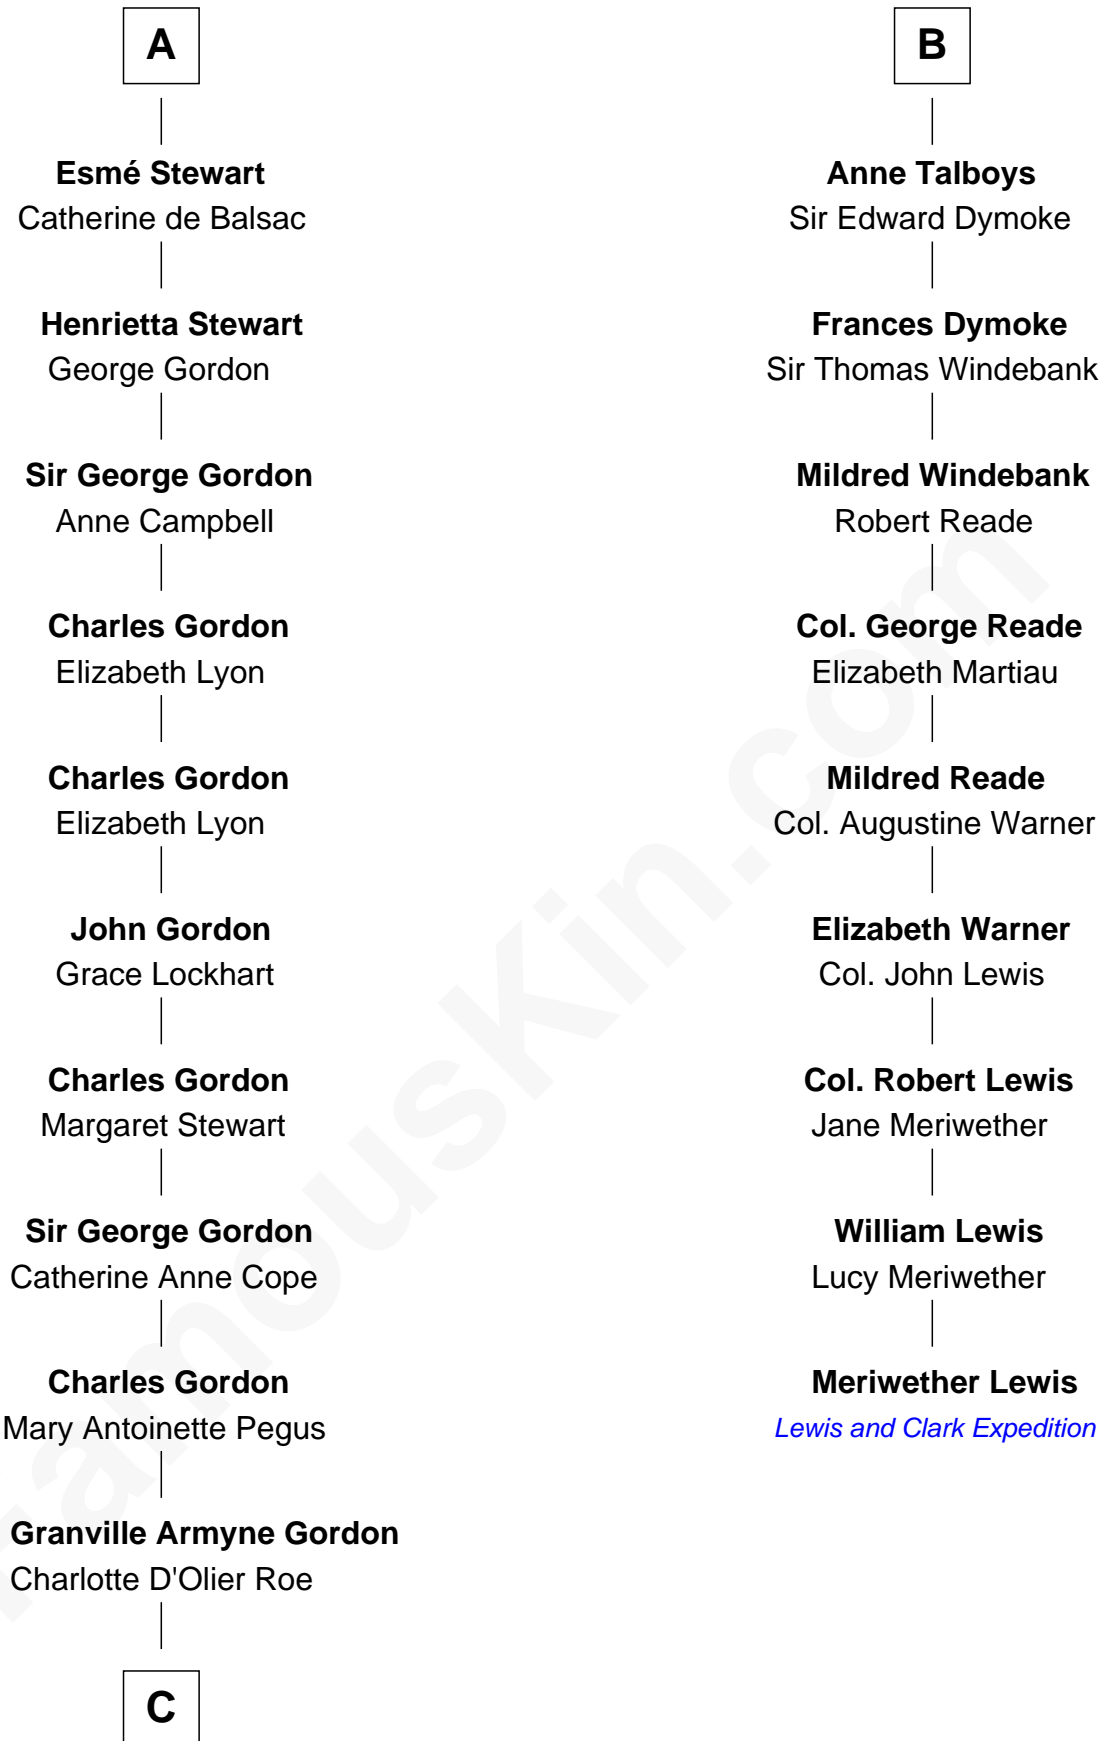 A
Esmé Stewart
Catherine de Balsac
Henrietta Stewart
George Gordon
Sir George Gordon
Anne Campbell
Charles Gordon
Elizabeth Lyon
Charles Gordon
Elizabeth Lyon
John Gordon
Grace Lockhart
Charles Gordon
Margaret Stewart
Sir George Gordon
Catherine Anne Cope
Charles Gordon
Mary Antoinette Pegus
Granville Armyne Gordon
Charlotte D'Olier Roe
C
B
Anne Talboys
Sir Edward Dymoke
Frances Dymoke
Sir Thomas Windebank
Mildred Windebank
Robert Reade
Col. George Reade
Elizabeth Martiau
Mildred Reade
Col. Augustine Warner
Elizabeth Warner
Col. John Lewis
Col. Robert Lewis
Jane Meriwether
William Lewis
Lucy Meriwether
Meriwether Lewis
Lewis and Clark Expedition
FamousKin.com